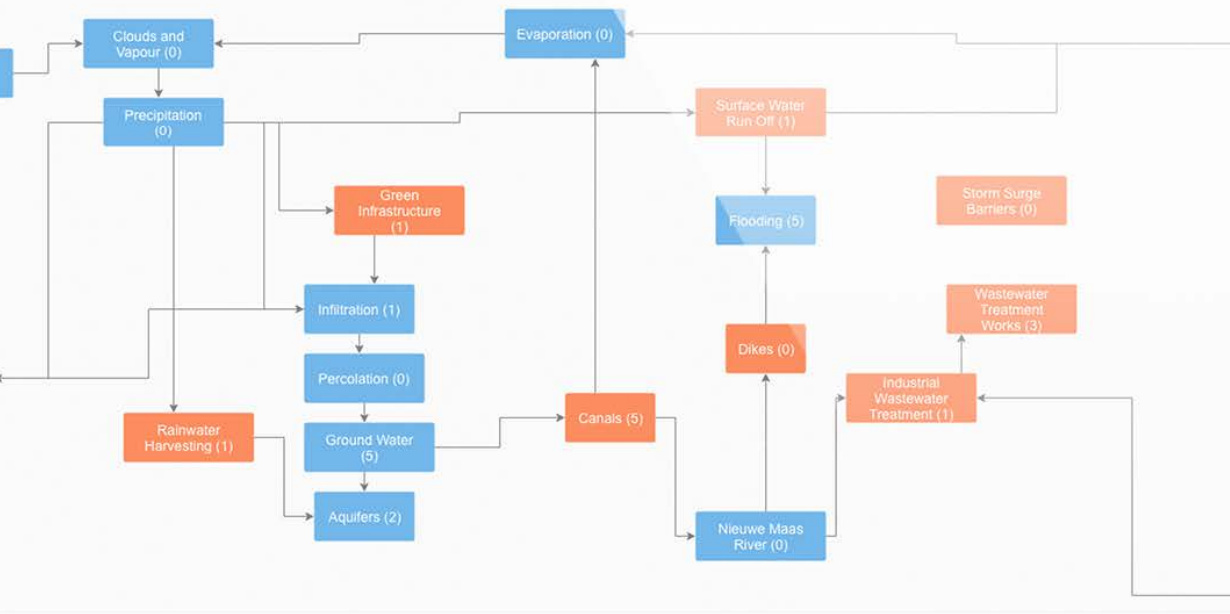 Clouds and
Vapour (0)
Evaporation (0)
Precipitation
(0)
Surface Water
Run Off (1)
Green
Infrastructure
(1)
Storm Surge
Barriers (0)
Flooding (5)
Infiltration (1)
Wastewater
Treatment
Works (3)
Dikes (0)
Percolation (0)
Industrial
Wastewater
Treatment (1)
Rainwater
Harvesting (1)
Ground Water
(5)
Canals (5)
Aquifers (2)
Nieuwe Maas
River (0)